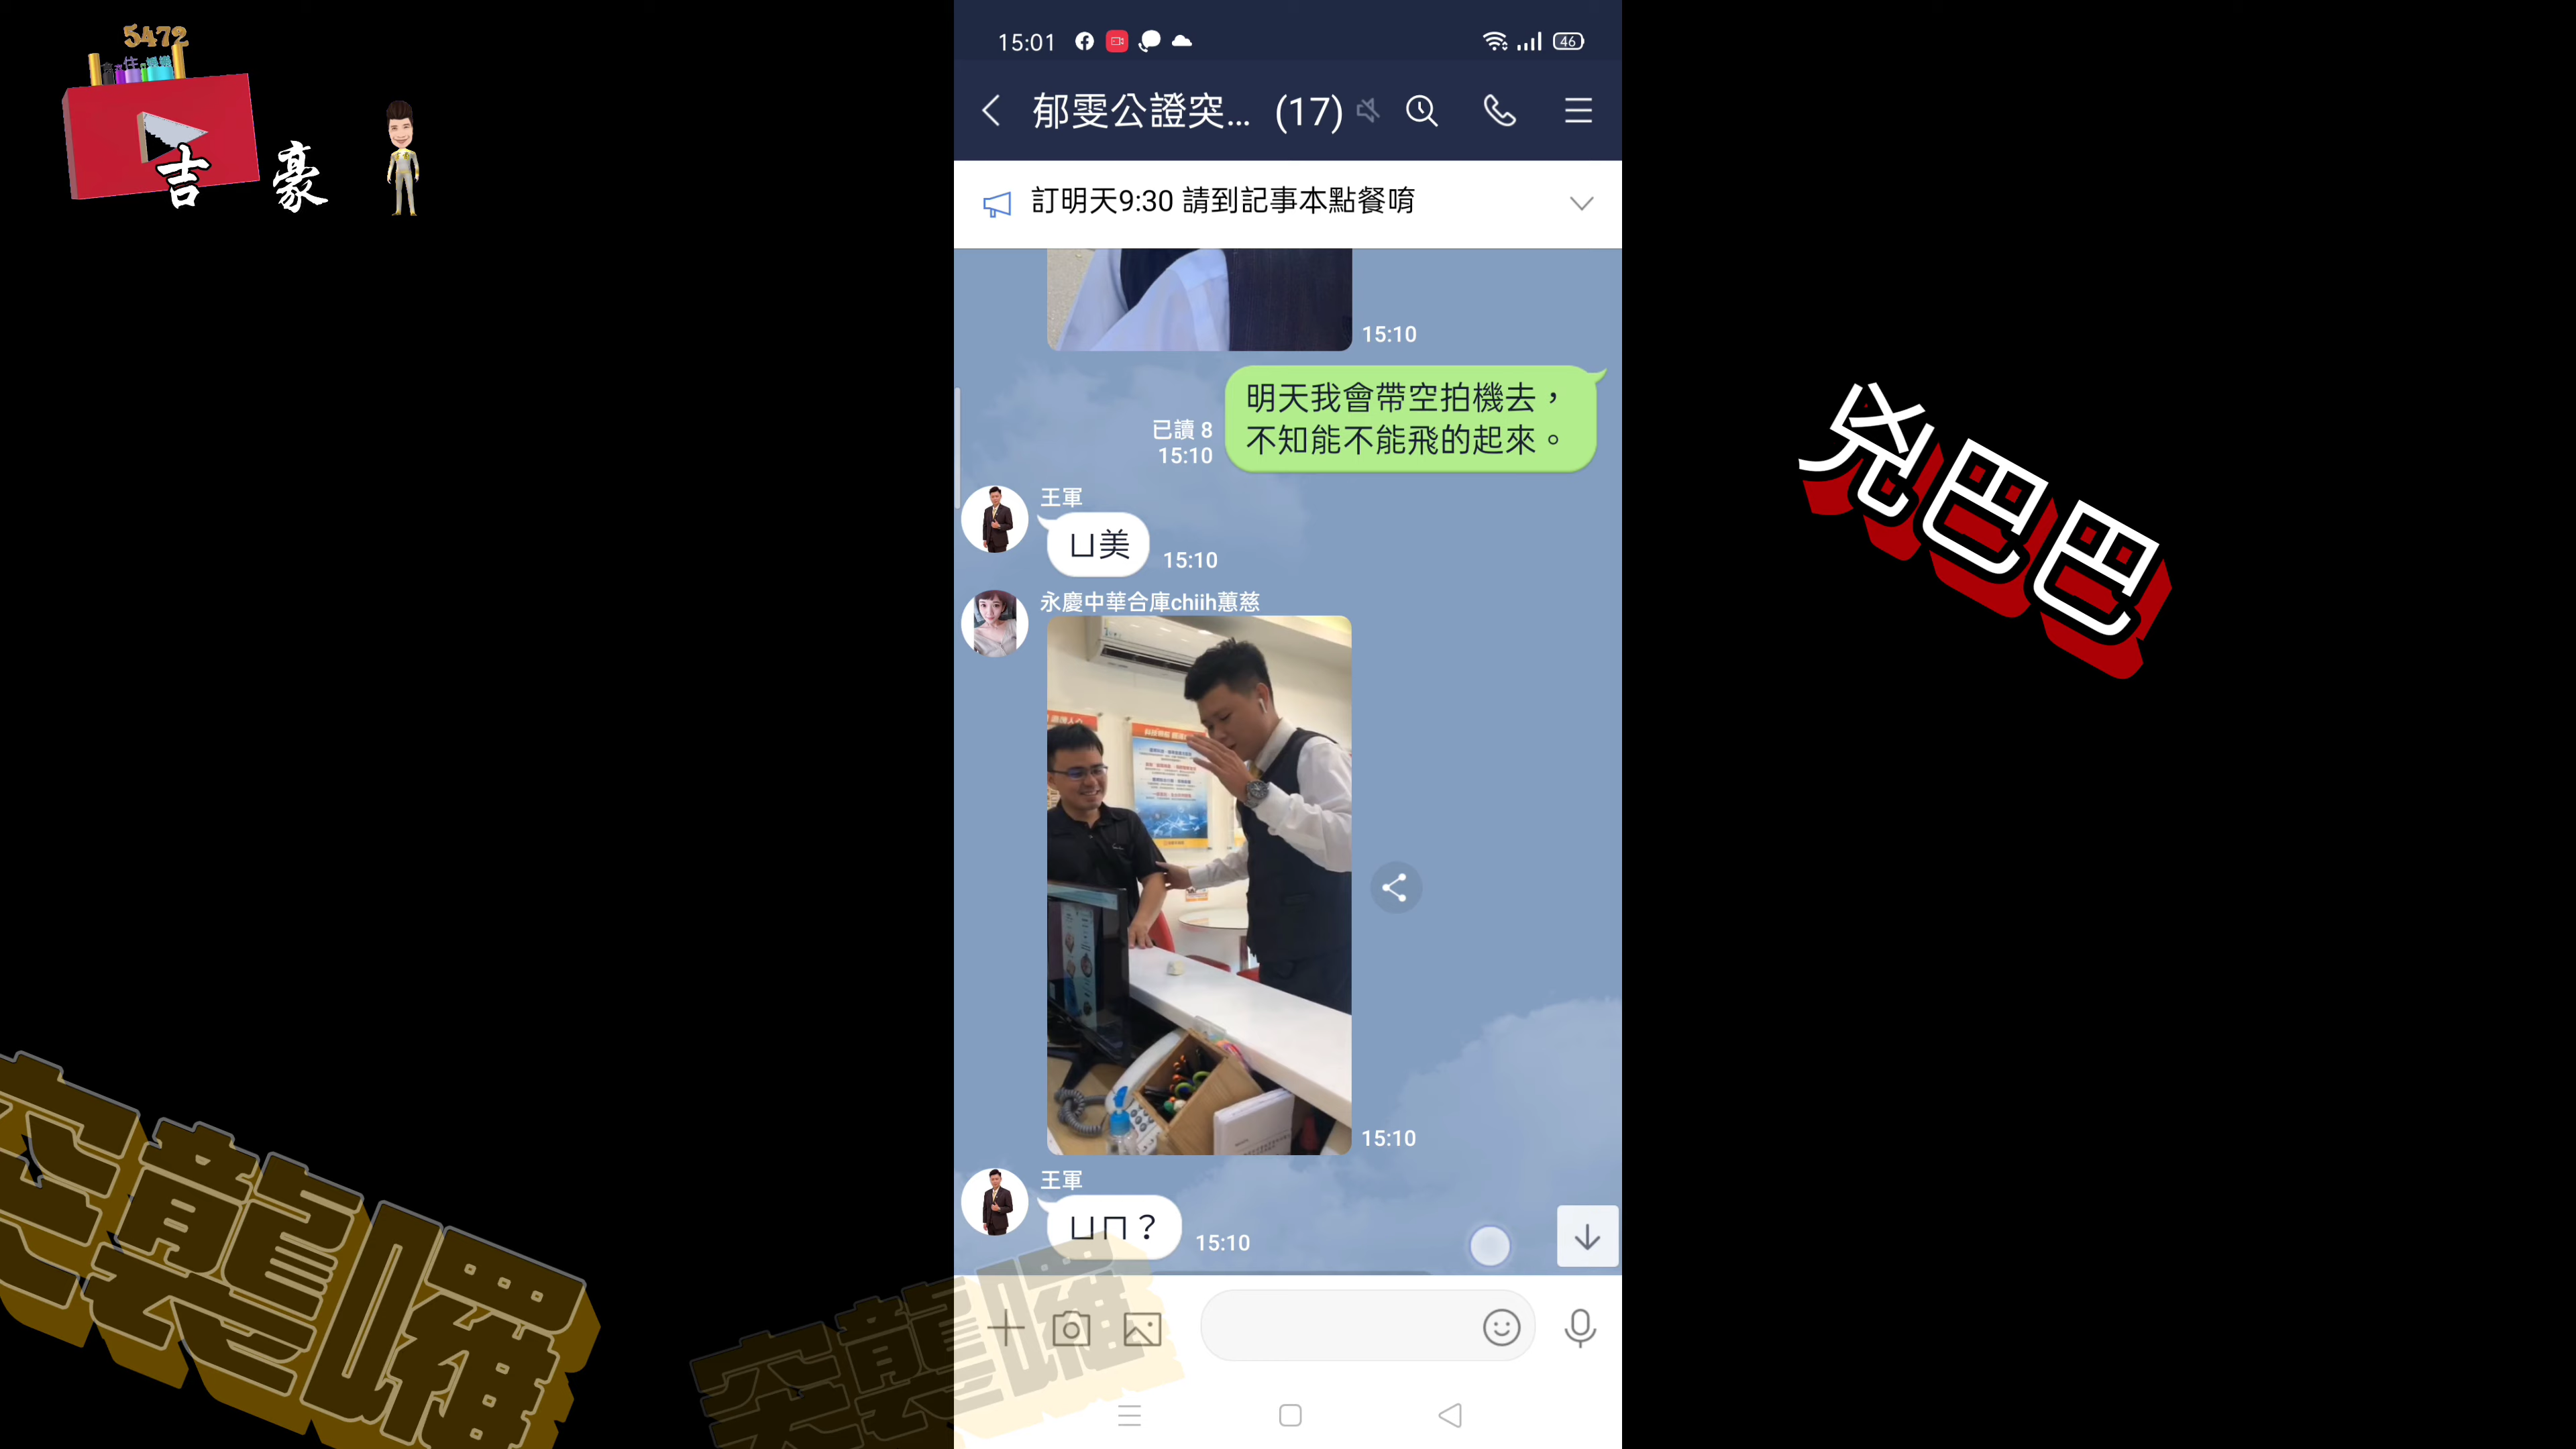 5472
吉 豪
15:01
46
郁雯公證突... (17)
訂明天9:30 請到記事本點餐唷
15:10
明天我會帶空拍機去，
不知能不能飛的起來。
已讀 8
15:10
王軍
ㄩ美
15:10
永慶中華合庫chiih蕙慈
15:10
王軍
ㄩㄇ？
15:10
兇巴巴
突襲囉
突襲囉